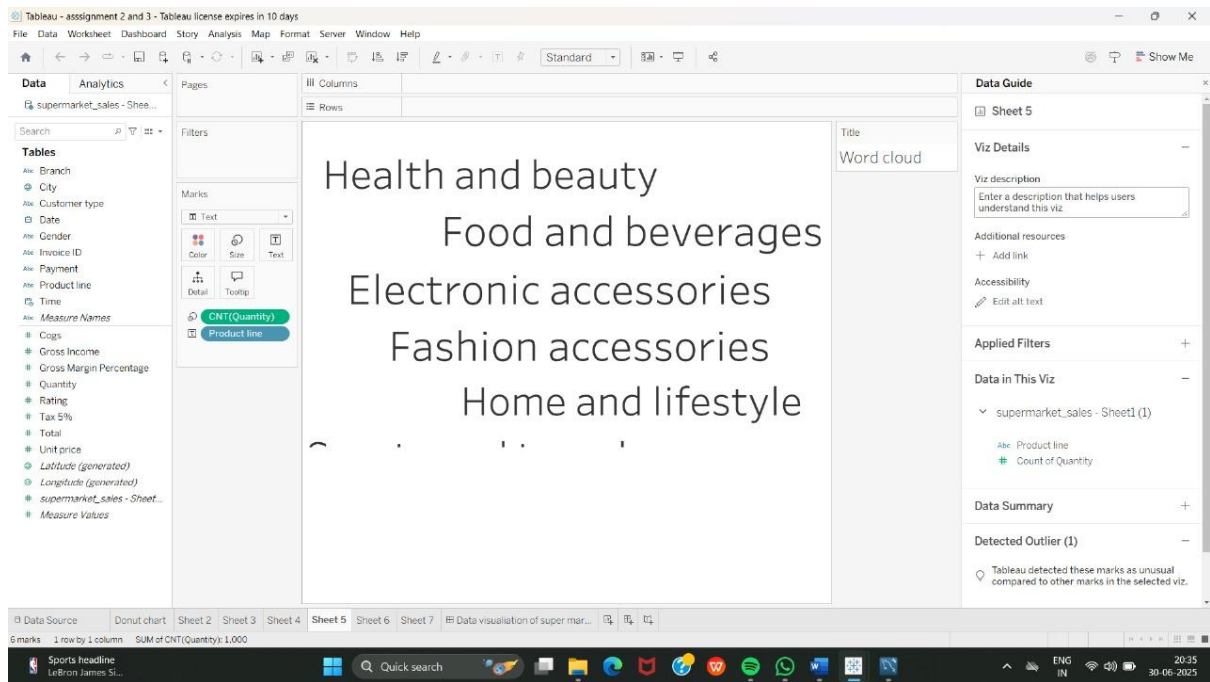 Tableau - asssignment 2 and 3 - Tableau license expires in 10 days
File Data Worksheet Dashboard Story Analysis Map Format Server Window Help
Standard
Show Me
Data Analytics
supermarket_sales - Shee...
Search
Tables
Abc Branch
City
Abc Customer type
Date
Abc Gender
Abc Invoice ID
Abc Payment
Abc Product line
Time
Abc Measure Names
# Cogs
# Gross Income
# Gross Margin Percentage
# Quantity
# Rating
# Tax 5%
# Total
# Unit price
Latitude (generated)
Longitude (generated)
# supermarket_sales - Sheet...
# Measure Values
Pages
Filters
Marks
T Text
Color Size Text
Detail Tooltip
CNT(Quantity)
T Product line
Columns
Rows
Health and beauty
Food and beverages
Electronic accessories
Fashion accessories
Home and lifestyle
Title
Word cloud
Data Guide
Sheet 5
Viz Details
Viz description
Enter a description that helps users
understand this viz
Additional resources
+ Add link
Accessibility
Edit alt text
Applied Filters
Data in This Viz
supermarket_sales - Sheet1 (1)
Abc Product line
# Count of Quantity
Data Summary
Detected Outlier (1)
Tableau detected these marks as unusual
compared to other marks in the selected viz.
Data Source Donut chart Sheet 2 Sheet 3 Sheet 4 Sheet 5 Sheet 6 Sheet 7 Data visualiation of super mar...
6 marks 1 row by 1 column SUM of CNT(Quantity): 1,000
Sports headline
LeBron James Si...
Quick search
ENG
IN
20:35
30-06-2025